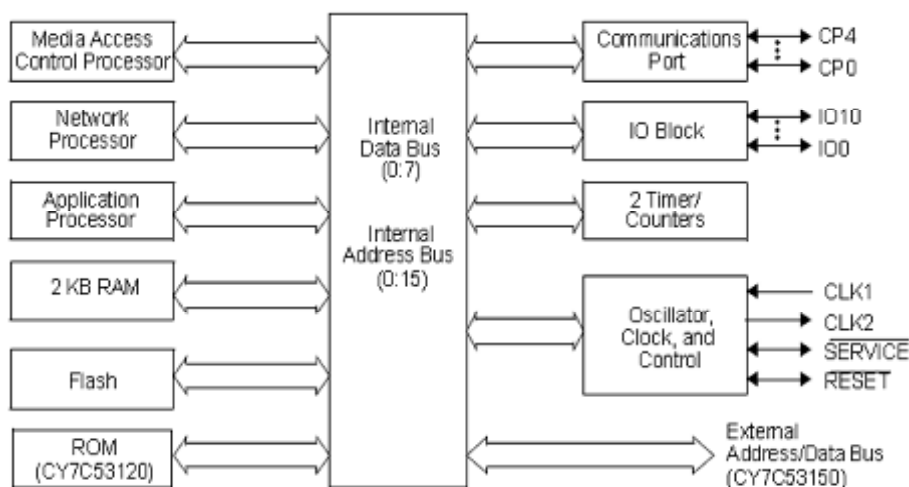 Media Access
Control Processor
Network
Processor
Application
Processor
2 KB RAM
Flash
ROM
(CY7C53120)
Internal
Data Bus
(0:7)
Internal
Address Bus
(0:15)
Communications
Port
IO Block
2 Timer/
Counters
Oscillator,
Clock, and
Control
CP4
CP0
IO10
IO0
CLK1
CLK2
SERVICE
RESET
External
Address/Data Bus
(CY7C53150)